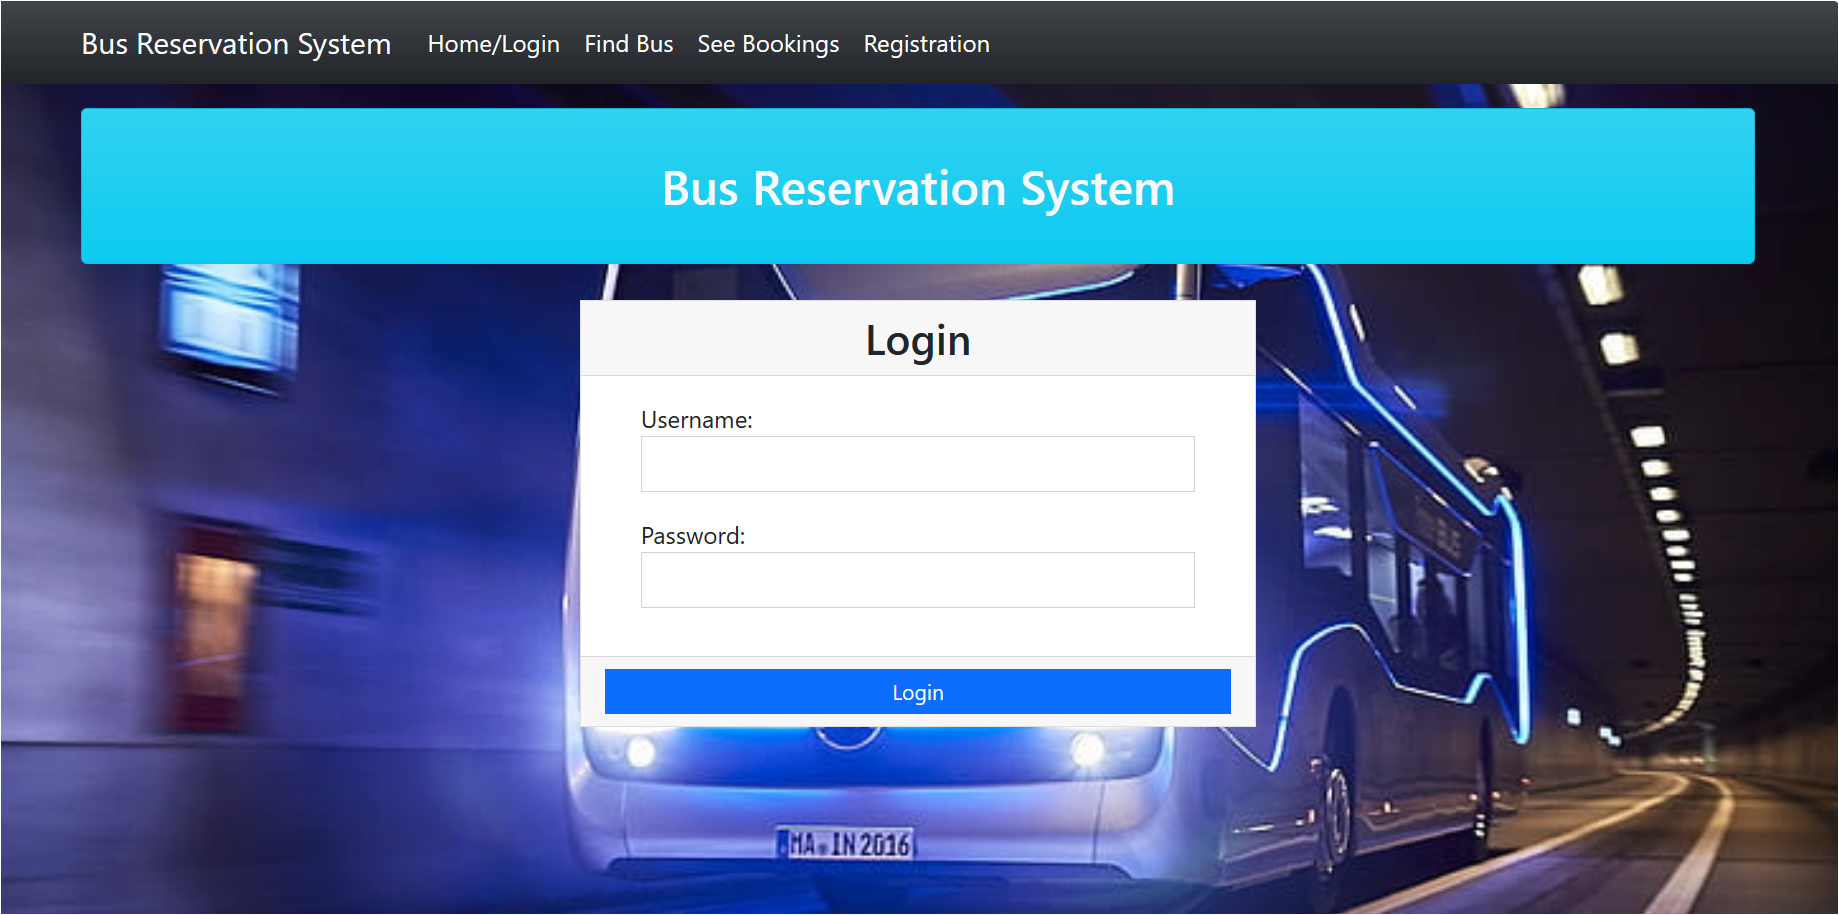 Bus Reservation System Home/Login Find Bus See Bookings Registration
Bus Reservation System
Login
Username:
Password:
Login
MA IN 2016